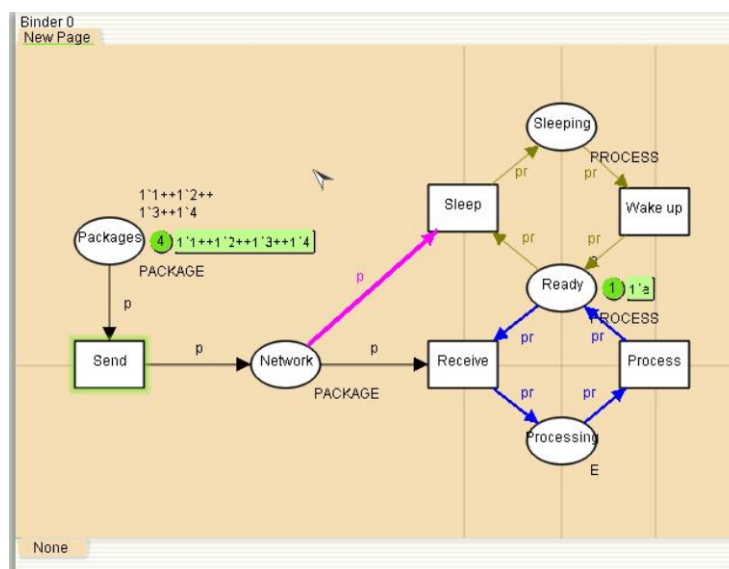 Binder 0
New Page
Sleeping
PROCESS
pr
pr
1`1++1`2++
1`3++1`4
Sleep
Wake up
Packages
4
1`1++1`2++1`3++1`4
pr
pr
PACKAGE
p
Ready
1
1`a
PROCESS
p
p
p
pr
pr
Send
Network
Receive
Process
PACKAGE
pr
pr
Processing
E
None